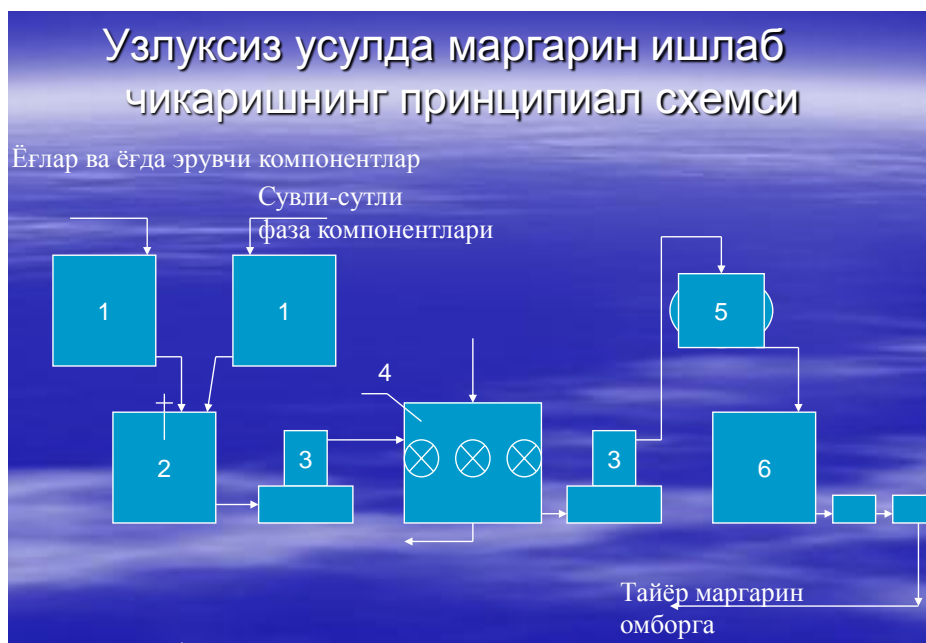 Узлуксиз усулда маргарин ишлаб
чикаришнинг принципиал схемси
Ёғлар ва ёғда эрувчи компонентлар
Сувли-сутли
фаза компонентлари
1
1
5
4
2
3
3
6
Тайёр маргарин
омборга